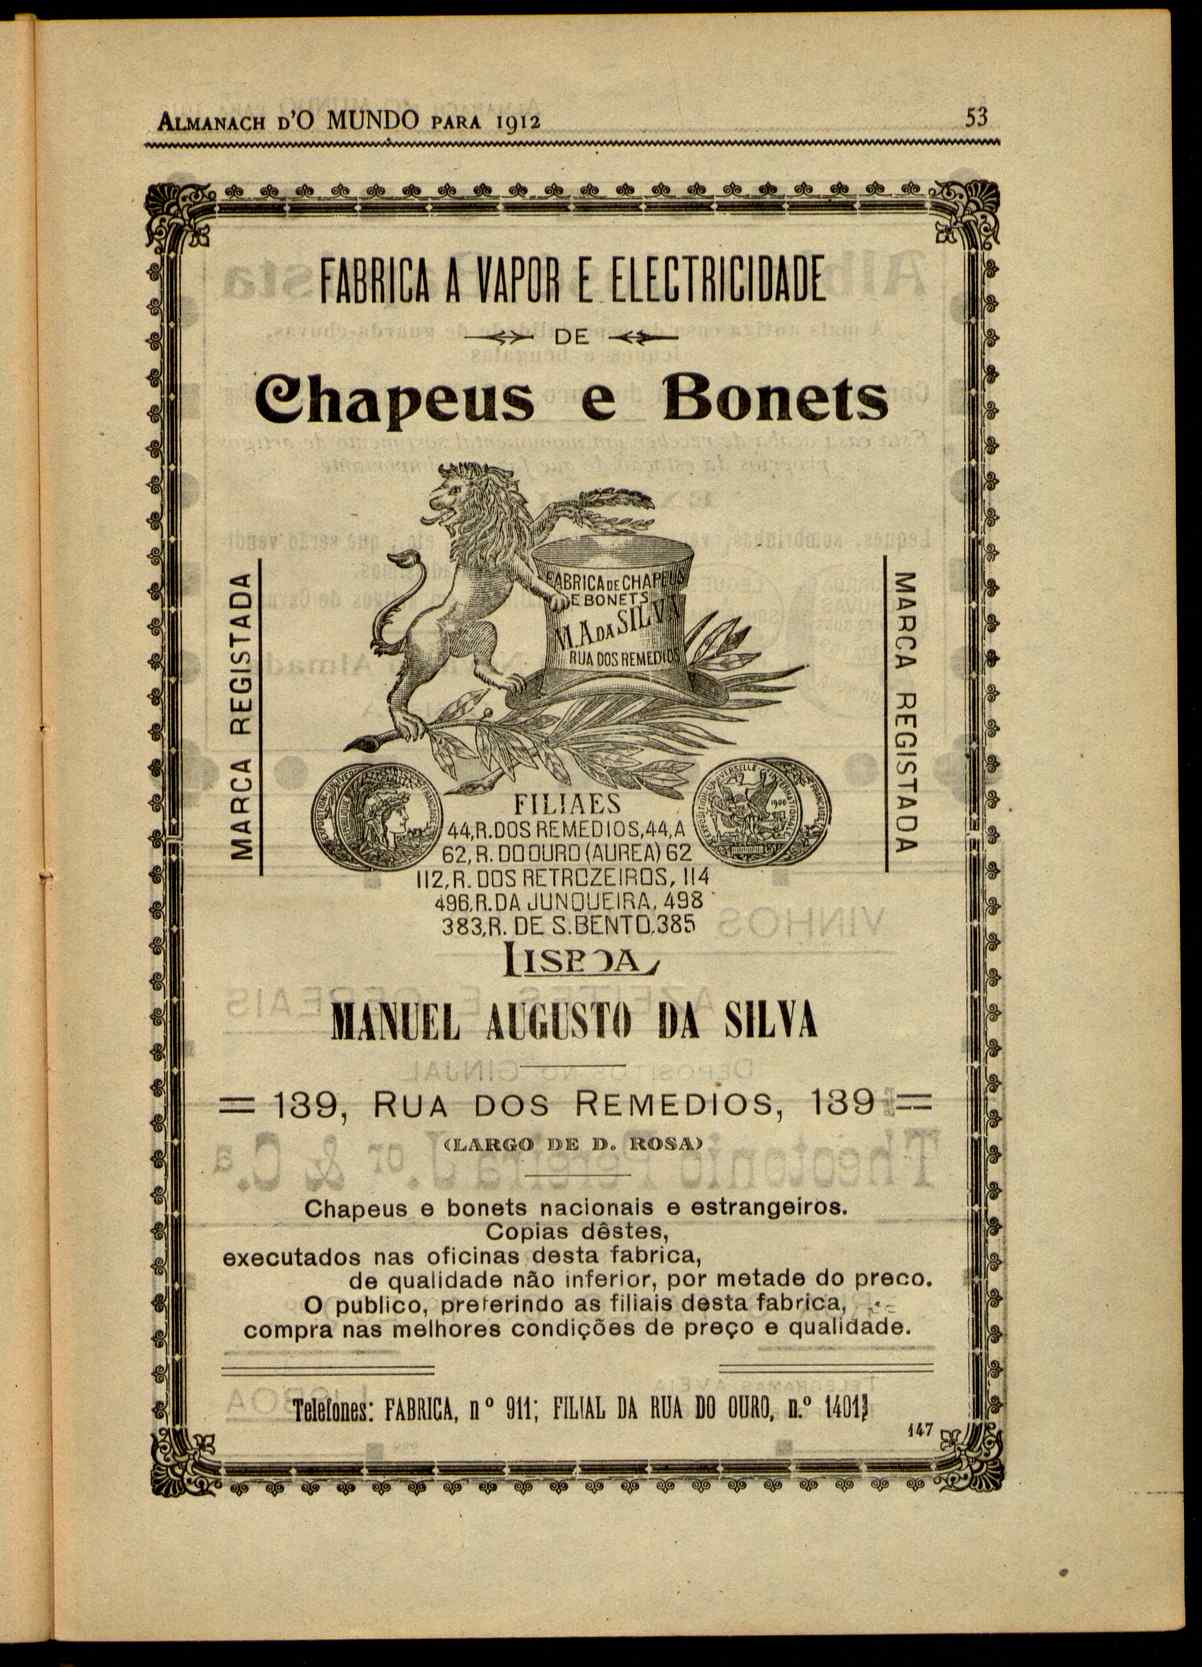 ALMANACH D'O MUNDO PARA 1912 53
FABRICA A VAPOR E ELECTRICIDADE
DE
Chapeus e Bonets
MARCA REGISTADA
FABRICA DE CHAPEUS
E BONETS
M.A DA SILVA
RUA DOS REMEDIOS
MARCA REGISTADA
FILIAES
44,R.DOS REMEDIOS,44,A
62, R. DO OURO (AUREA) 62
112, R. DOS RETROZEIROS, 114
496,R.DA JUNQUEIRA, 498
383,R. DE S.BENTO.385
LISBOA
MANUEL AUGUSTO DA SILVA
= 139, RUA DOS REMEDIOS, 139 =
(LARGO DE D. ROSA)
Chapeus e bonets nacionais e estrangeiros.
Copias dêstes,
executados nas oficinas desta fabrica,
de qualidade não inferior, por metade do preco.
O publico, preferindo as filiais desta fabrica,
compra nas melhores condições de preço e qualidade.
Telefones: FABRICA, nº 911; FILIAL DA RUA DO OURO, n.º 1401
147